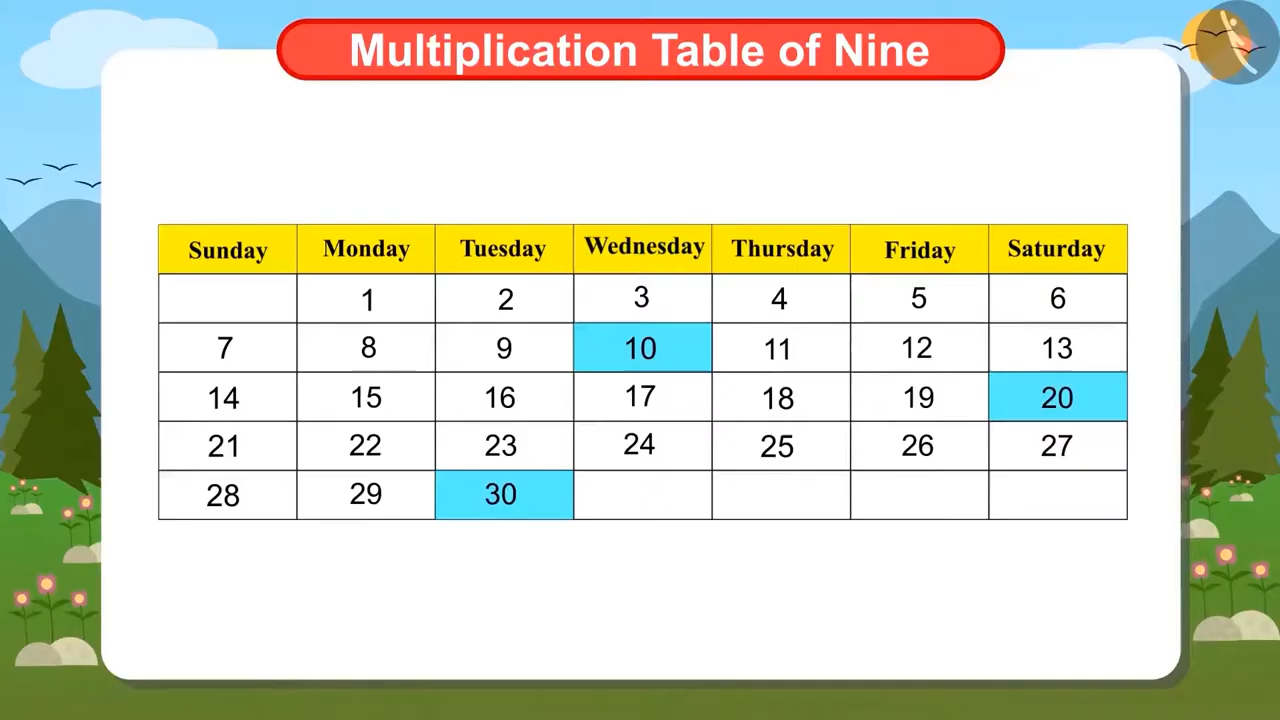 Multiplication Table of Nine
Sunday Monday Tuesday Wednesday Thursday Friday Saturday
1 2 3 4 5 6
7 8 9 10 11 12 13
14 15 16 17 18 19 20
21 22 23 24 25 26 27
28 29 30